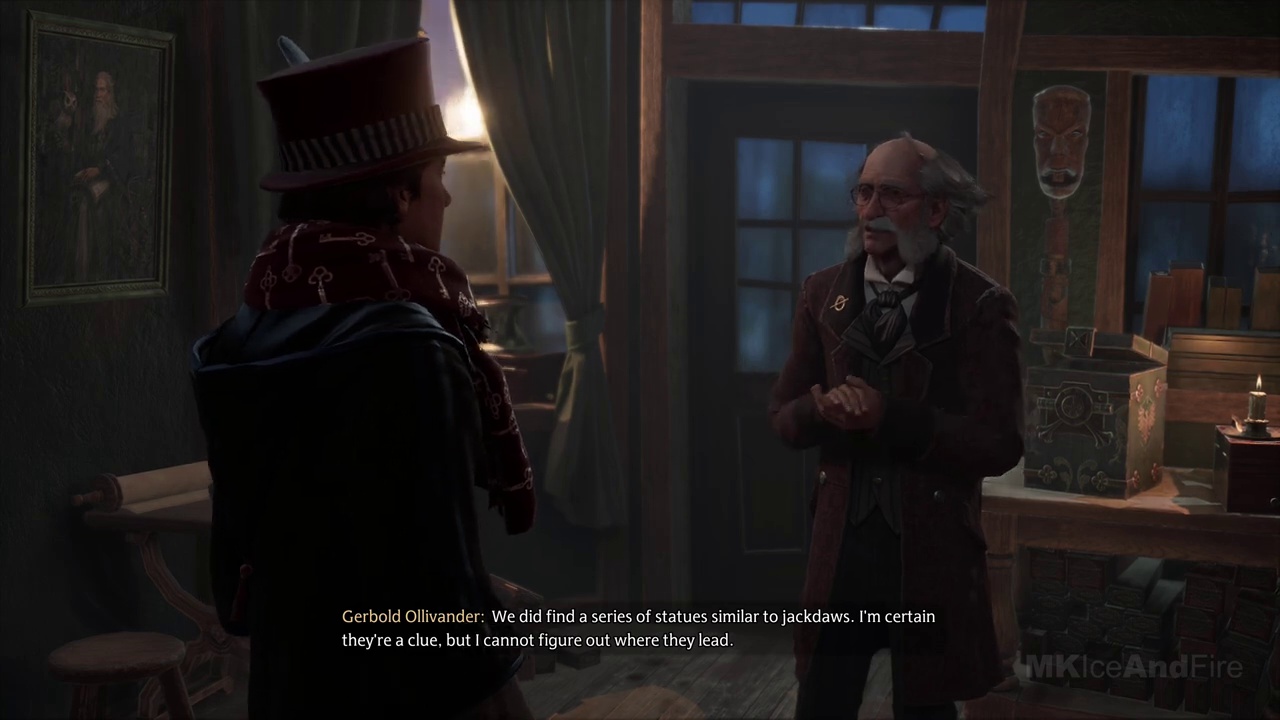 Gerbold Ollivander: We did find a series of statues similar to jackdaws. I'm certain
they're a clue, but I cannot figure out where they lead.
MKIceAndFire